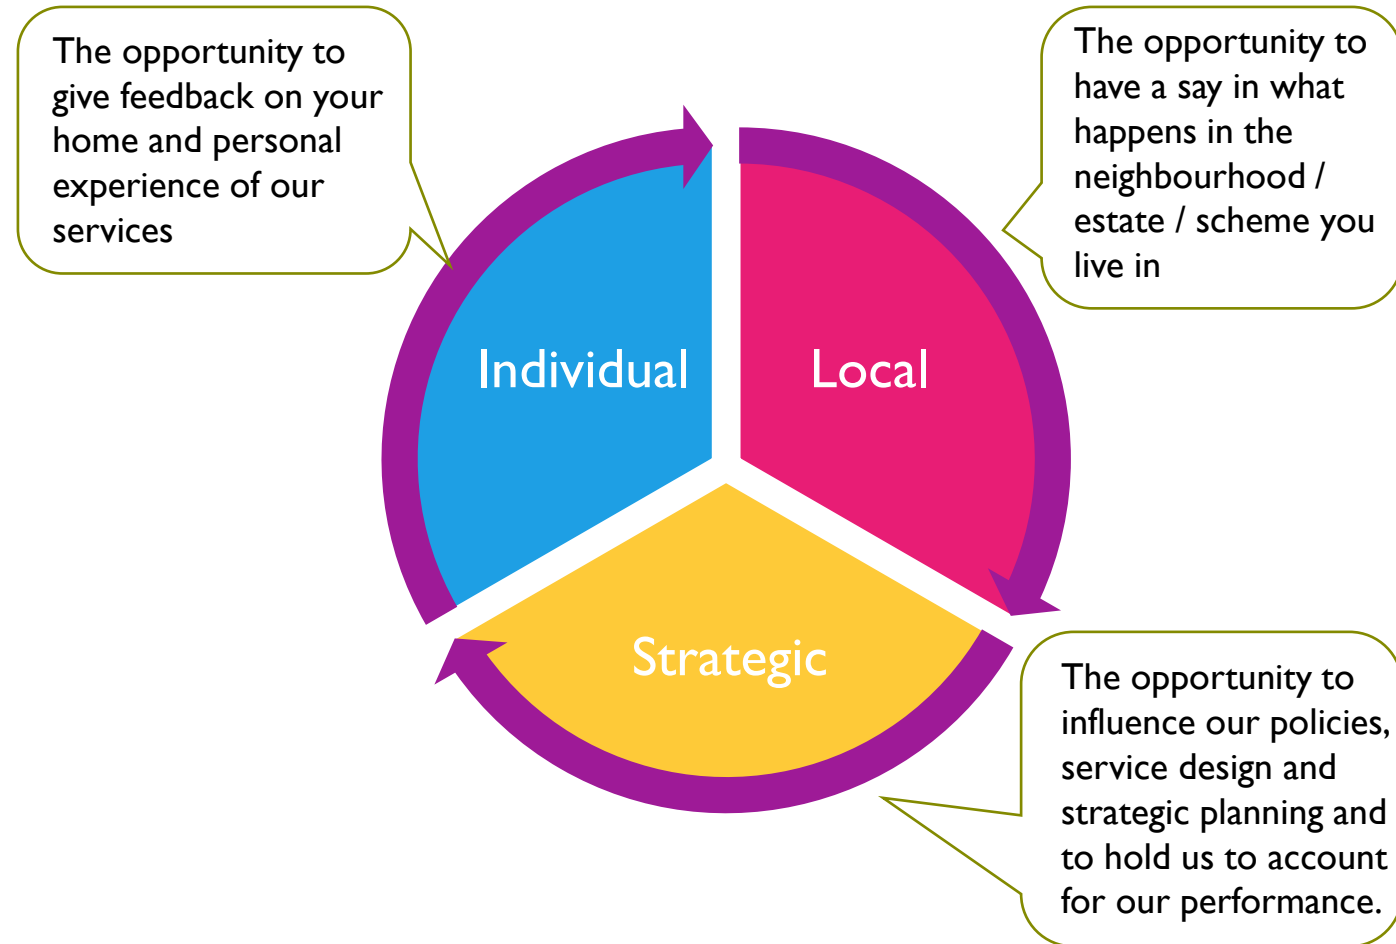 The opportunity to
give feedback on your
home and personal
experience of our
services
The opportunity to
have a say in what
happens in the
neighbourhood /
estate / scheme you
live in
Individual
Local
Strategic
The opportunity to
influence our policies,
service design and
strategic planning and
to hold us to account
for our performance.